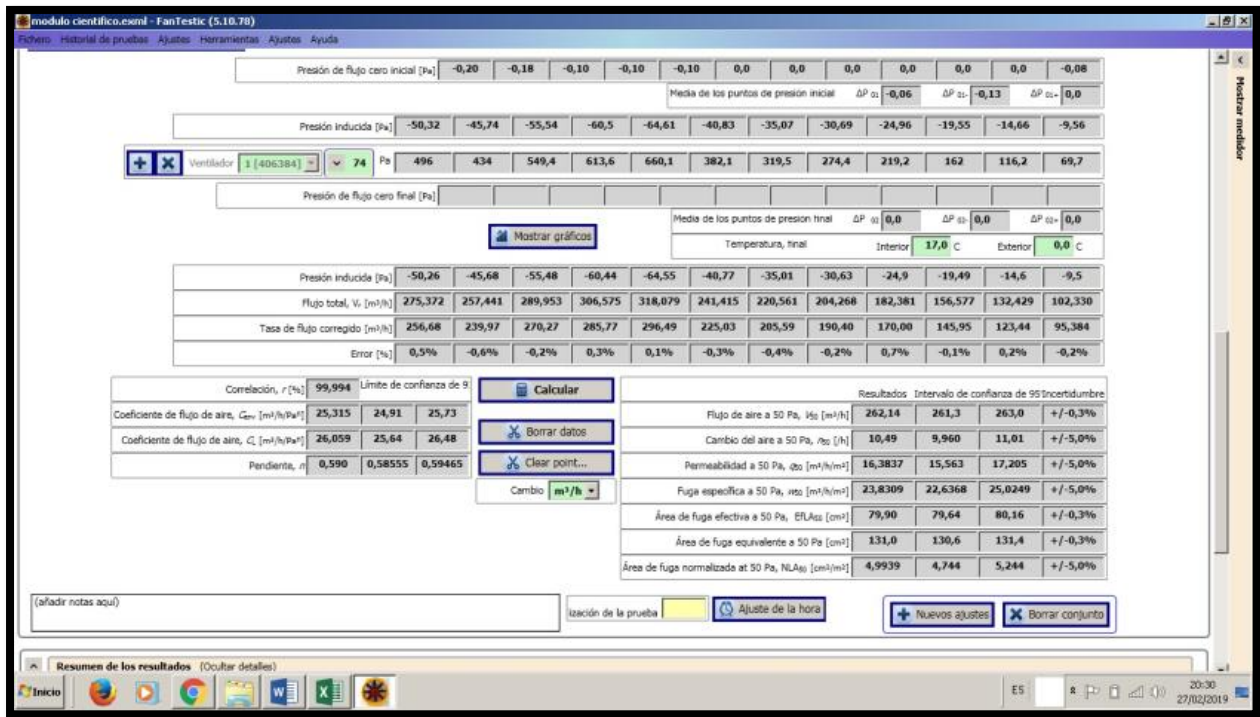 modulo cientifico.exml - FanTestic (5.10.78)
Fichero Historial de pruebas Ajustes Herramientas Ajustes Ayuda
Presión de flujo cero inicial [Pa] -0,20 -0,18 -0,10 -0,10 -0,10 0,0 0,0 0,0 0,0 0,0 0,0 -0,08
Media de los puntos de presion inicial ΔP 01 -0,06 ΔP 01- -0,13 ΔP 01+ 0,0
Presión inducida [Pa] -50,32 -45,74 -55,54 -60,5 -64,61 -40,83 -35,07 -30,69 -24,96 -19,55 -14,66 -9,56
Ventilador 1 [406384] 74 Pa 496 434 549,4 613,6 660,1 382,1 319,5 274,4 219,2 162 116,2 69,7
Presión de flujo cero final [Pa]
Media de los puntos de presion final ΔP 02 0,0 ΔP 02- 0,0 ΔP 02+ 0,0
Mostrar gráficos
Temperatura, final Interior 17,0 C Exterior 0,0 C
Presión inducida [Pa] -50,26 -45,68 -55,48 -60,44 -64,55 -40,77 -35,01 -30,63 -24,9 -19,49 -14,6 -9,5
Flujo total, Vr [m³/h] 275,372 257,441 289,953 306,575 318,079 241,415 220,561 204,268 182,381 156,577 132,429 102,330
Tasa de flujo corregido [m³/h] 256,68 239,97 270,27 285,77 296,49 225,03 205,59 190,40 170,00 145,95 123,44 95,384
Error [%] 0,5% -0,6% -0,2% 0,3% 0,1% -0,3% -0,4% -0,2% 0,7% -0,1% 0,2% -0,2%
Correlación, r [%] 99,994 Límite de confianza de 9
Coeficiente de flujo de aire, Cenv [m³/h/Paⁿ] 25,315 24,91 25,73
Coeficiente de flujo de aire, CL [m³/h/Paⁿ] 26,059 25,64 26,48
Pendiente, n 0,590 0,58555 0,59465
Calcular
Borrar datos
Clear point...
Cambio m³/h
Resultados Intervalo de confianza de 95 Incertidumbre
Flujo de aire a 50 Pa, V50 [m³/h] 262,14 261,3 263,0 +/-0,3%
Cambio del aire a 50 Pa, n50 [/h] 10,49 9,960 11,01 +/-5,0%
Permeabilidad a 50 Pa, q50 [m³/h/m²] 16,3837 15,563 17,205 +/-5,0%
Fuga específica a 50 Pa, w50 [m³/h/m²] 23,8309 22,6368 25,0249 +/-5,0%
Área de fuga efectiva a 50 Pa, EfLA50 [cm²] 79,90 79,64 80,16 +/-0,3%
Área de fuga equivalente a 50 Pa [cm²] 131,0 130,6 131,4 +/-0,3%
Área de fuga normalizada at 50 Pa, NLA50 [cm²/m²] 4,9939 4,744 5,244 +/-5,0%
(añadir notas aquí)
ización de la prueba
Ajuste de la hora
Nuevos ajustes
Borrar conjunto
Resumen de los resultados (Ocultar detalles)
Mostrar medidor
Inicio
ES
20:30
27/02/2019